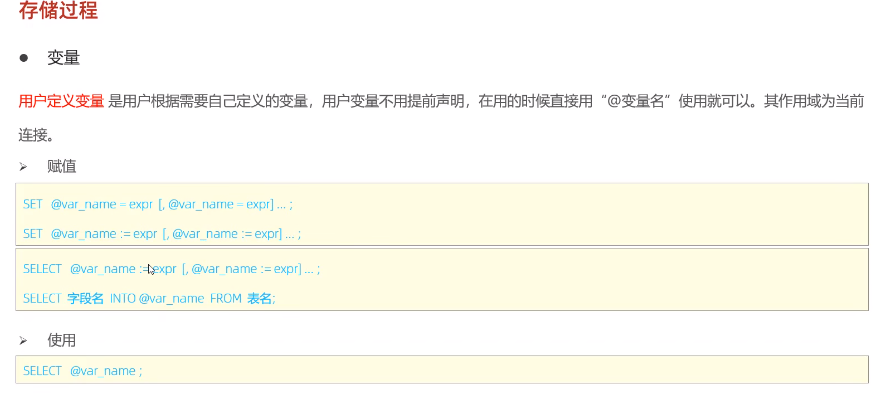 存储过程
● 变量
用户定义变量 是用户根据需要自己定义的变量，用户变量不用提前声明，在用的时候直接用“@变量名”使用就可以。其作用域为当前
连接。
➢ 赋值
SET @var_name = expr [, @var_name = expr] ... ;
SET @var_name := expr [, @var_name := expr] ... ;
SELECT @var_name := expr [, @var_name := expr] ... ;
SELECT 字段名 INTO @var_name FROM 表名;
➢ 使用
SELECT @var_name ;